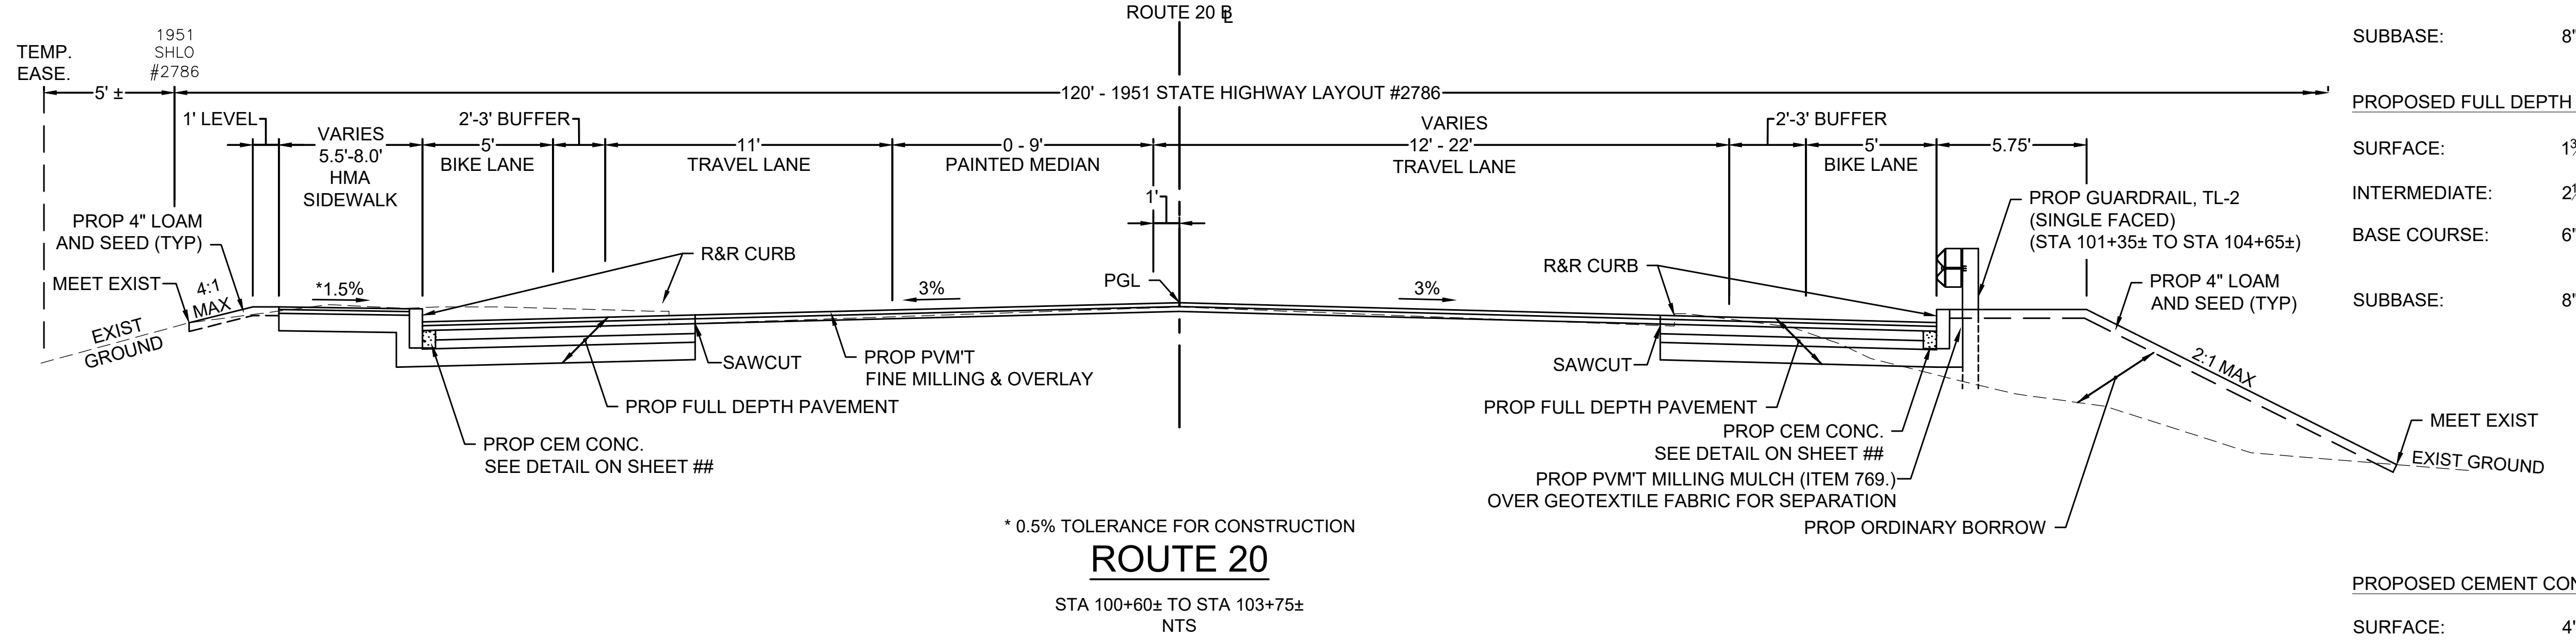 ROUTE 20 BL
1951
SHLO
#2786
TEMP.
EASE.
5' ±
120' - 1951 STATE HIGHWAY LAYOUT #2786
1' LEVEL
VARIES
5.5'-8.0'
HMA
SIDEWALK
5'
BIKE LANE
2'-3' BUFFER
11'
TRAVEL LANE
0 - 9'
PAINTED MEDIAN
1'
VARIES
12' - 22'
TRAVEL LANE
2'-3' BUFFER
5'
BIKE LANE
5.75'
PROP 4" LOAM
AND SEED (TYP)
MEET EXIST
4:1
MAX
EXIST
GROUND
*1.5%
R&R CURB
3%
PGL
3%
R&R CURB
PROP GUARDRAIL, TL-2
(SINGLE FACED)
(STA 101+35± TO STA 104+65±)
PROP 4" LOAM
AND SEED (TYP)
2:1 MAX
MEET EXIST
EXIST GROUND
SAWCUT
PROP PVM'T
FINE MILLING & OVERLAY
PROP FULL DEPTH PAVEMENT
PROP CEM CONC.
SEE DETAIL ON SHEET ##
SAWCUT
PROP FULL DEPTH PAVEMENT
PROP CEM CONC.
SEE DETAIL ON SHEET ##
PROP PVM'T MILLING MULCH (ITEM 769.)
OVER GEOTEXTILE FABRIC FOR SEPARATION
PROP ORDINARY BORROW
* 0.5% TOLERANCE FOR CONSTRUCTION
ROUTE 20
STA 100+60± TO STA 103+75±
NTS
SUBBASE: 8"
PROPOSED FULL DEPTH
SURFACE:
INTERMEDIATE:
BASE COURSE: 6"
SUBBASE: 8"
PROPOSED CEMENT
SURFACE: 4"